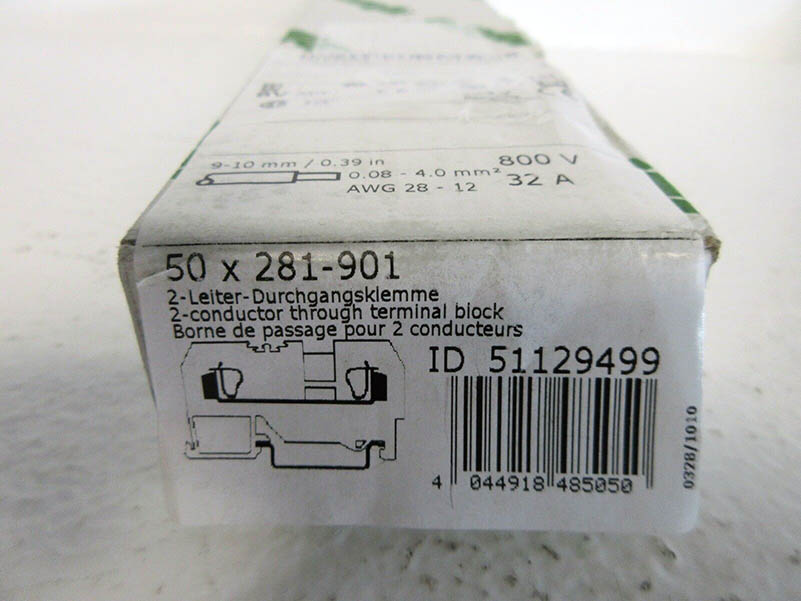 9-10 mm / 0.39 in
800 V
0.08 - 4.0 mm²
32 A
AWG 28 - 12
50 x 281-901
2-Leiter-Durchgangsklemme
2-conductor through terminal block
Borne de passage pour 2 conducteurs
ID 51129499
4 044918 485050
0328/1010